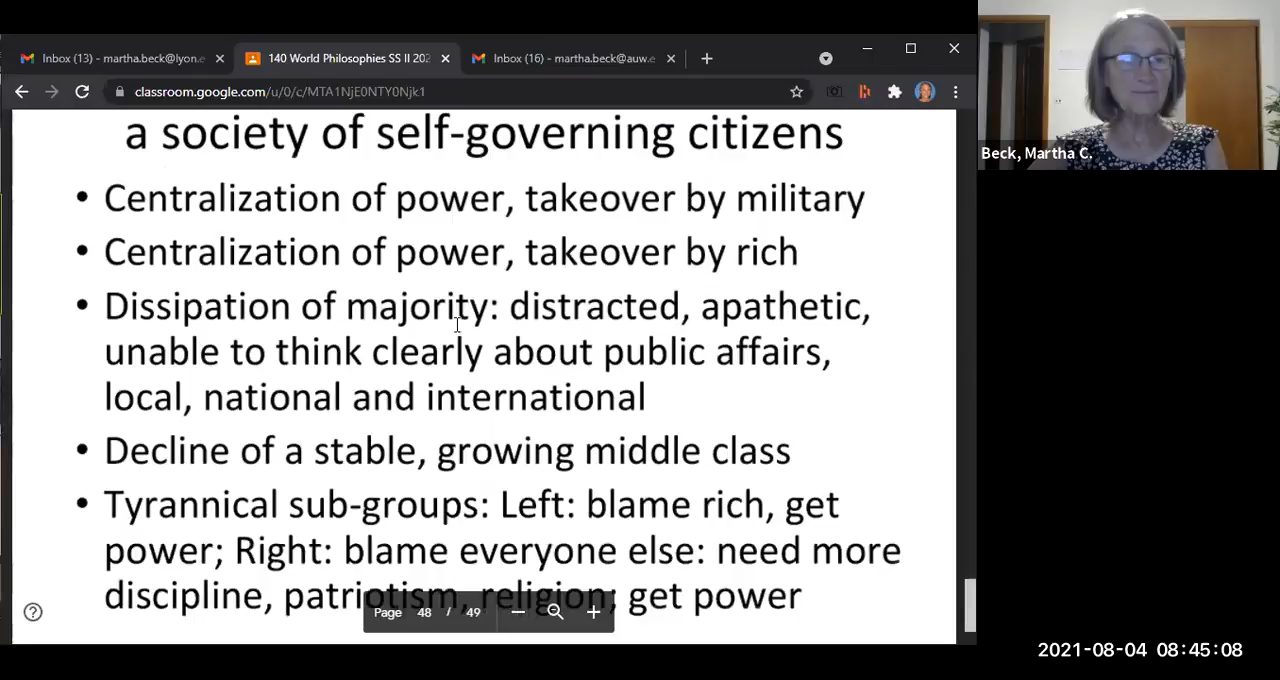 Inbox (13) - martha.beck@lyon.e
140 World Philosophies SS II 202
Inbox (16) - martha.beck@auw.e
classroom.google.com/u/0/c/MTA1NjE0NTY0Njk1
a society of self-governing citizens
• Centralization of power, takeover by military
• Centralization of power, takeover by rich
• Dissipation of majority: distracted, apathetic,
unable to think clearly about public affairs,
local, national and international
• Decline of a stable, growing middle class
• Tyrannical sub-groups: Left: blame rich, get
power; Right: blame everyone else: need more
discipline, patriotism, religion; get power
Page 48 / 49
Beck, Martha C.
2021-08-04 08:45:08